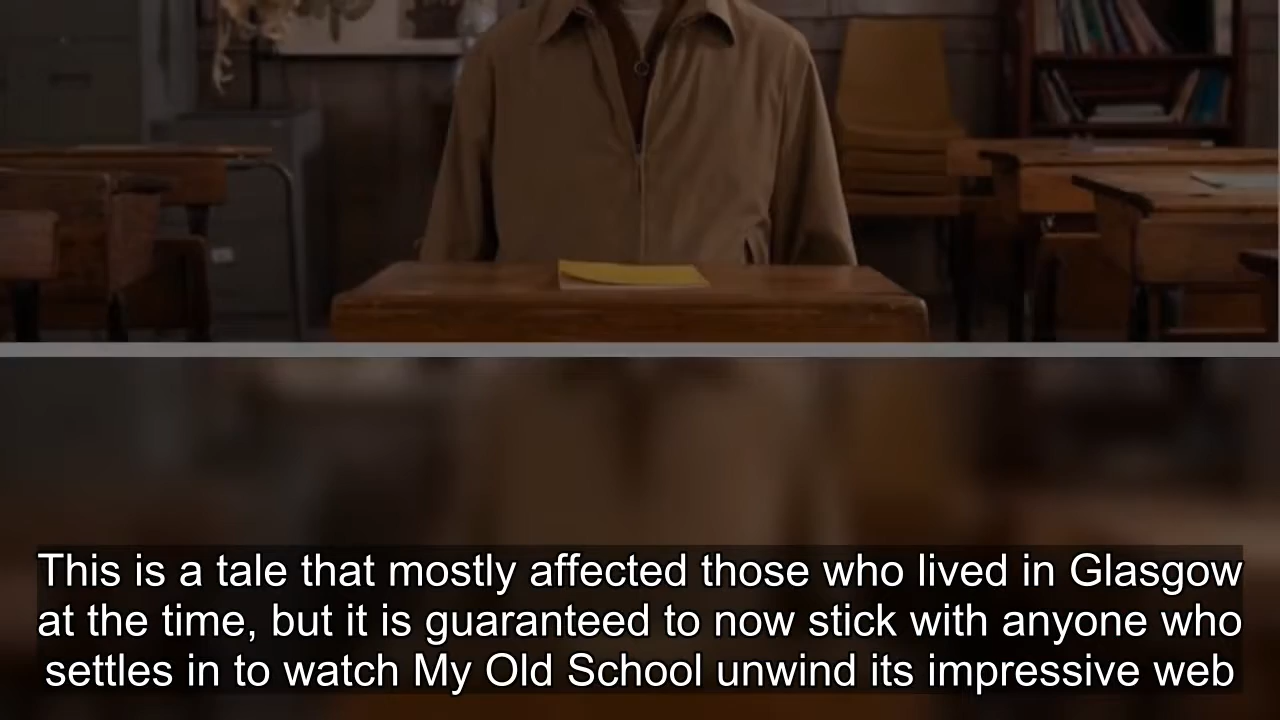 This is a tale that mostly affected those who lived in Glasgow
at the time, but it is guaranteed to now stick with anyone who
settles in to watch My Old School unwind its impressive web